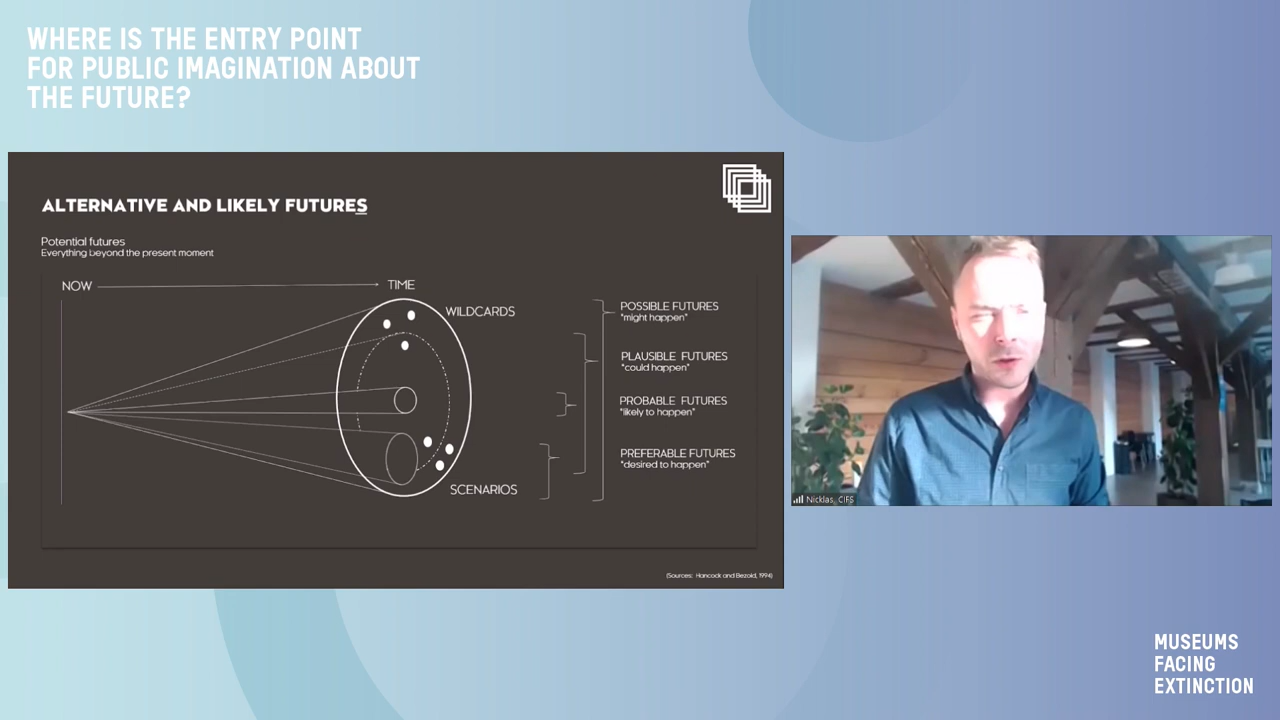 WHERE IS THE ENTRY POINT
FOR PUBLIC IMAGINATION ABOUT
THE FUTURE?
ALTERNATIVE AND LIKELY FUTURES
Potential futures
Everything beyond the present moment
NOW
TIME
WILDCARDS
SCENARIOS
POSSIBLE FUTURES
"might happen"
PLAUSIBLE FUTURES
"could happen"
PROBABLE FUTURES
"likely to happen"
PREFERABLE FUTURES
"desired to happen"
(Sources: Hancock and Bezold, 1994)
Nicklas, CIFS
MUSEUMS
FACING
EXTINCTION